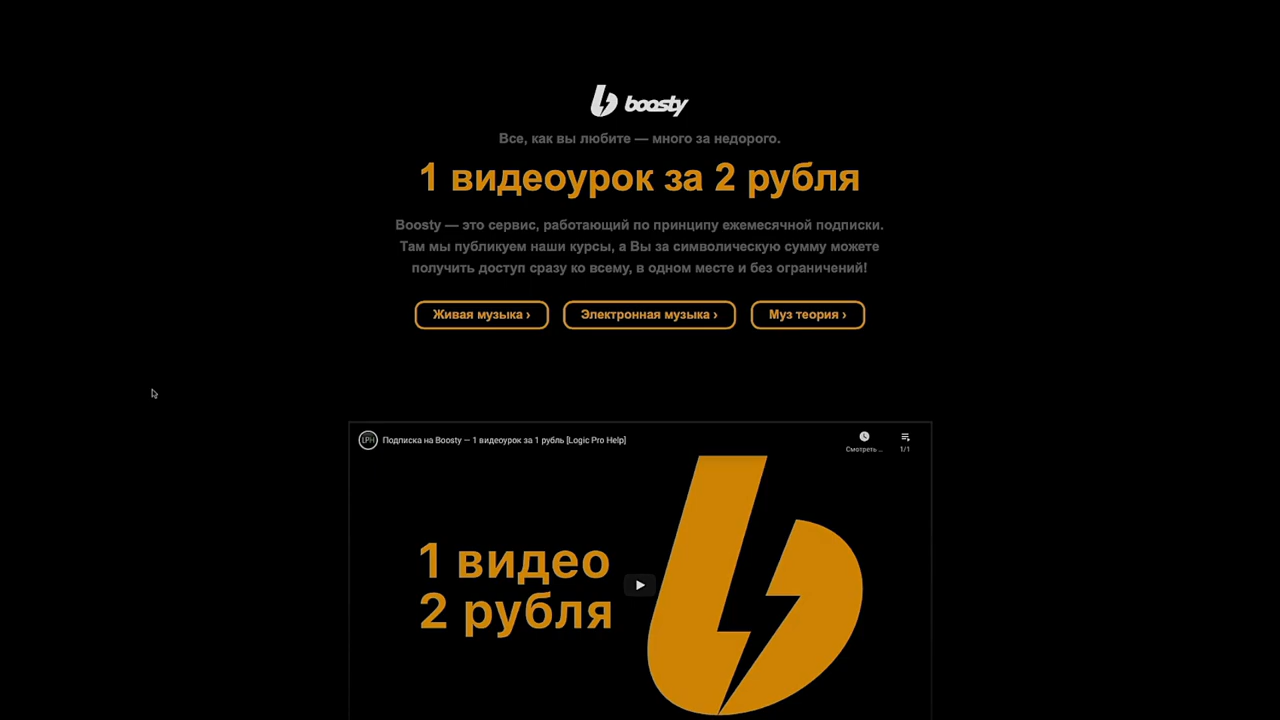 boosty
Все, как вы любите — много за недорого.
1 видеоурок за 2 рубля
Boosty — это сервис, работающий по принципу ежемесячной подписки.
Там мы публикуем наши курсы, а Вы за символическую сумму можете
получить доступ сразу ко всему, в одном месте и без ограничений!
Живая музыка ›
Электронная музыка ›
Муз теория ›
LPH
Подписка на Boosty — 1 видеоурок за 1 рубль [Logic Pro Help]
Смотреть ...
1/1
1 видео
2 рубля